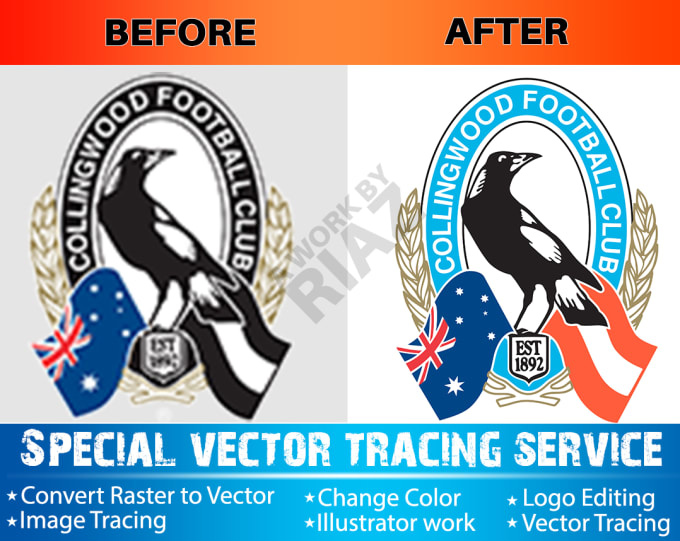 BEFORE
AFTER
COLLINGWOOD FOOTBALL CLUB
EST
1892
COLLINGWOOD FOOTBALL CLUB
EST
1892
WORK BY
RIAZ
SPECIAL VECTOR TRACING SERVICE
★Convert Raster to Vector
★Change Color
★Logo Editing
★Image Tracing
★Illustrator work
★Vector Tracing